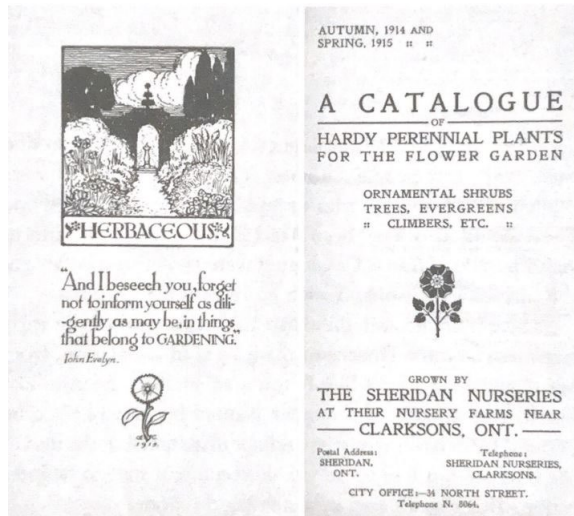 HERBACEOUS.
"And I beseech you, forget
not to inform yourself as dili-
-gently as may be, in things
that belong to GARDENING.
John Evelyn.
AUTUMN, 1914 AND
SPRING, 1915 :: ::
A CATALOGUE
OF
HARDY PERENNIAL PLANTS
FOR THE FLOWER GARDEN
ORNAMENTAL SHRUBS
TREES, EVERGREENS
:: CLIMBERS, ETC. ::
GROWN BY
THE SHERIDAN NURSERIES
AT THEIR NURSERY FARMS NEAR
CLARKSONS, ONT.
Postal Address:
SHERIDAN,
ONT.
Telephone:
SHERIDAN NURSERIES,
CLARKSONS.
CITY OFFICE:—34 NORTH STREET.
Telephone N. 8064.